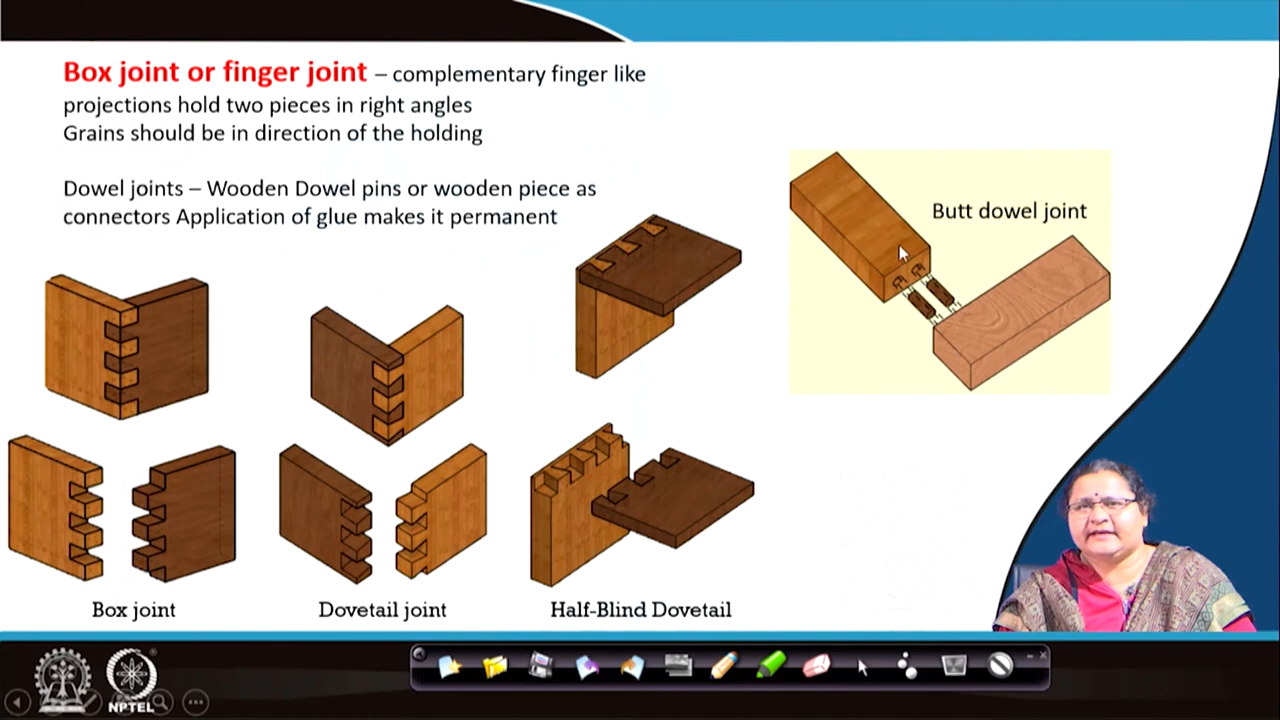 Box joint or finger joint – complementary finger like
projections hold two pieces in right angles
Grains should be in direction of the holding
Dowel joints – Wooden Dowel pins or wooden piece as
connectors Application of glue makes it permanent
Butt dowel joint
Box joint
Dovetail joint
Half-Blind Dovetail
NPTEL